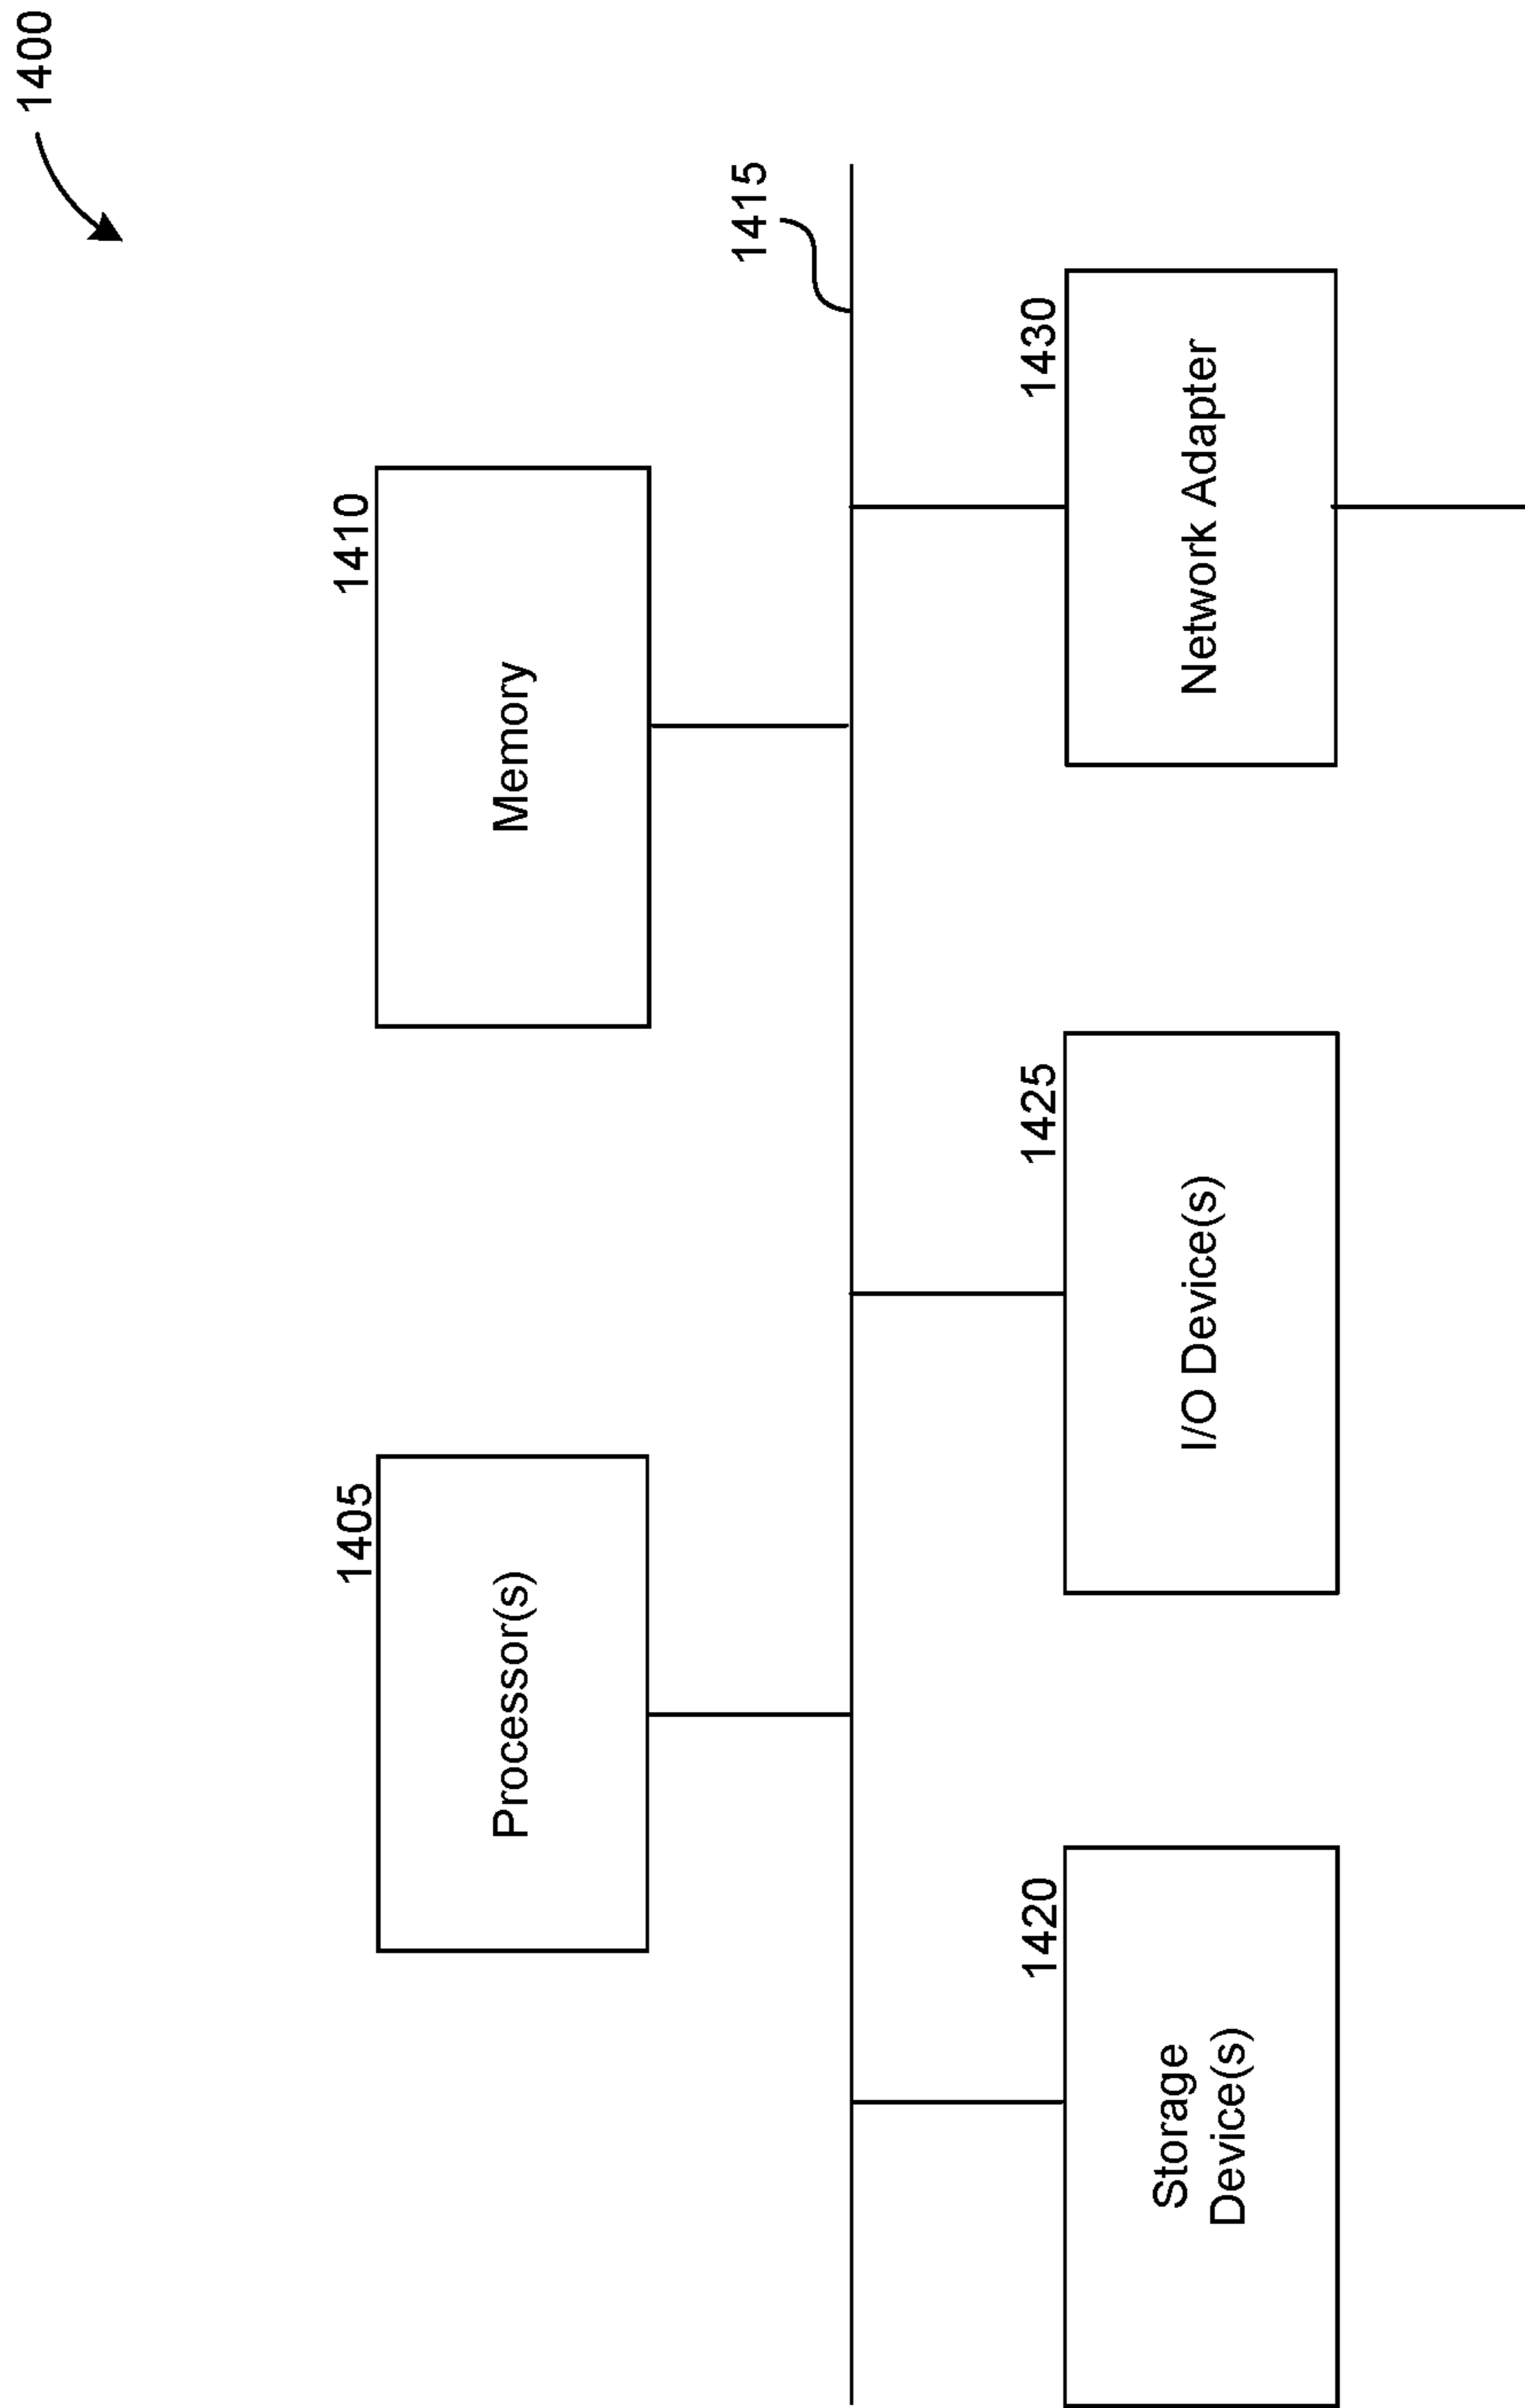 1400
1405
Processor(s)
1410
Memory
1415
1420
Storage
Device(s)
1425
I/O Device(s)
1430
Network Adapter